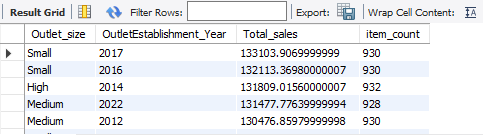 Result Grid Filter Rows: Export: Wrap Cell Content:
Outlet_size OutletEstablishment_Year Total_sales item_count
Small 2017 133103.9069999999 930
Small 2016 132113.36980000007 930
High 2014 131809.01560000007 932
Medium 2022 131477.77639999994 928
Medium 2012 130476.85979999998 930